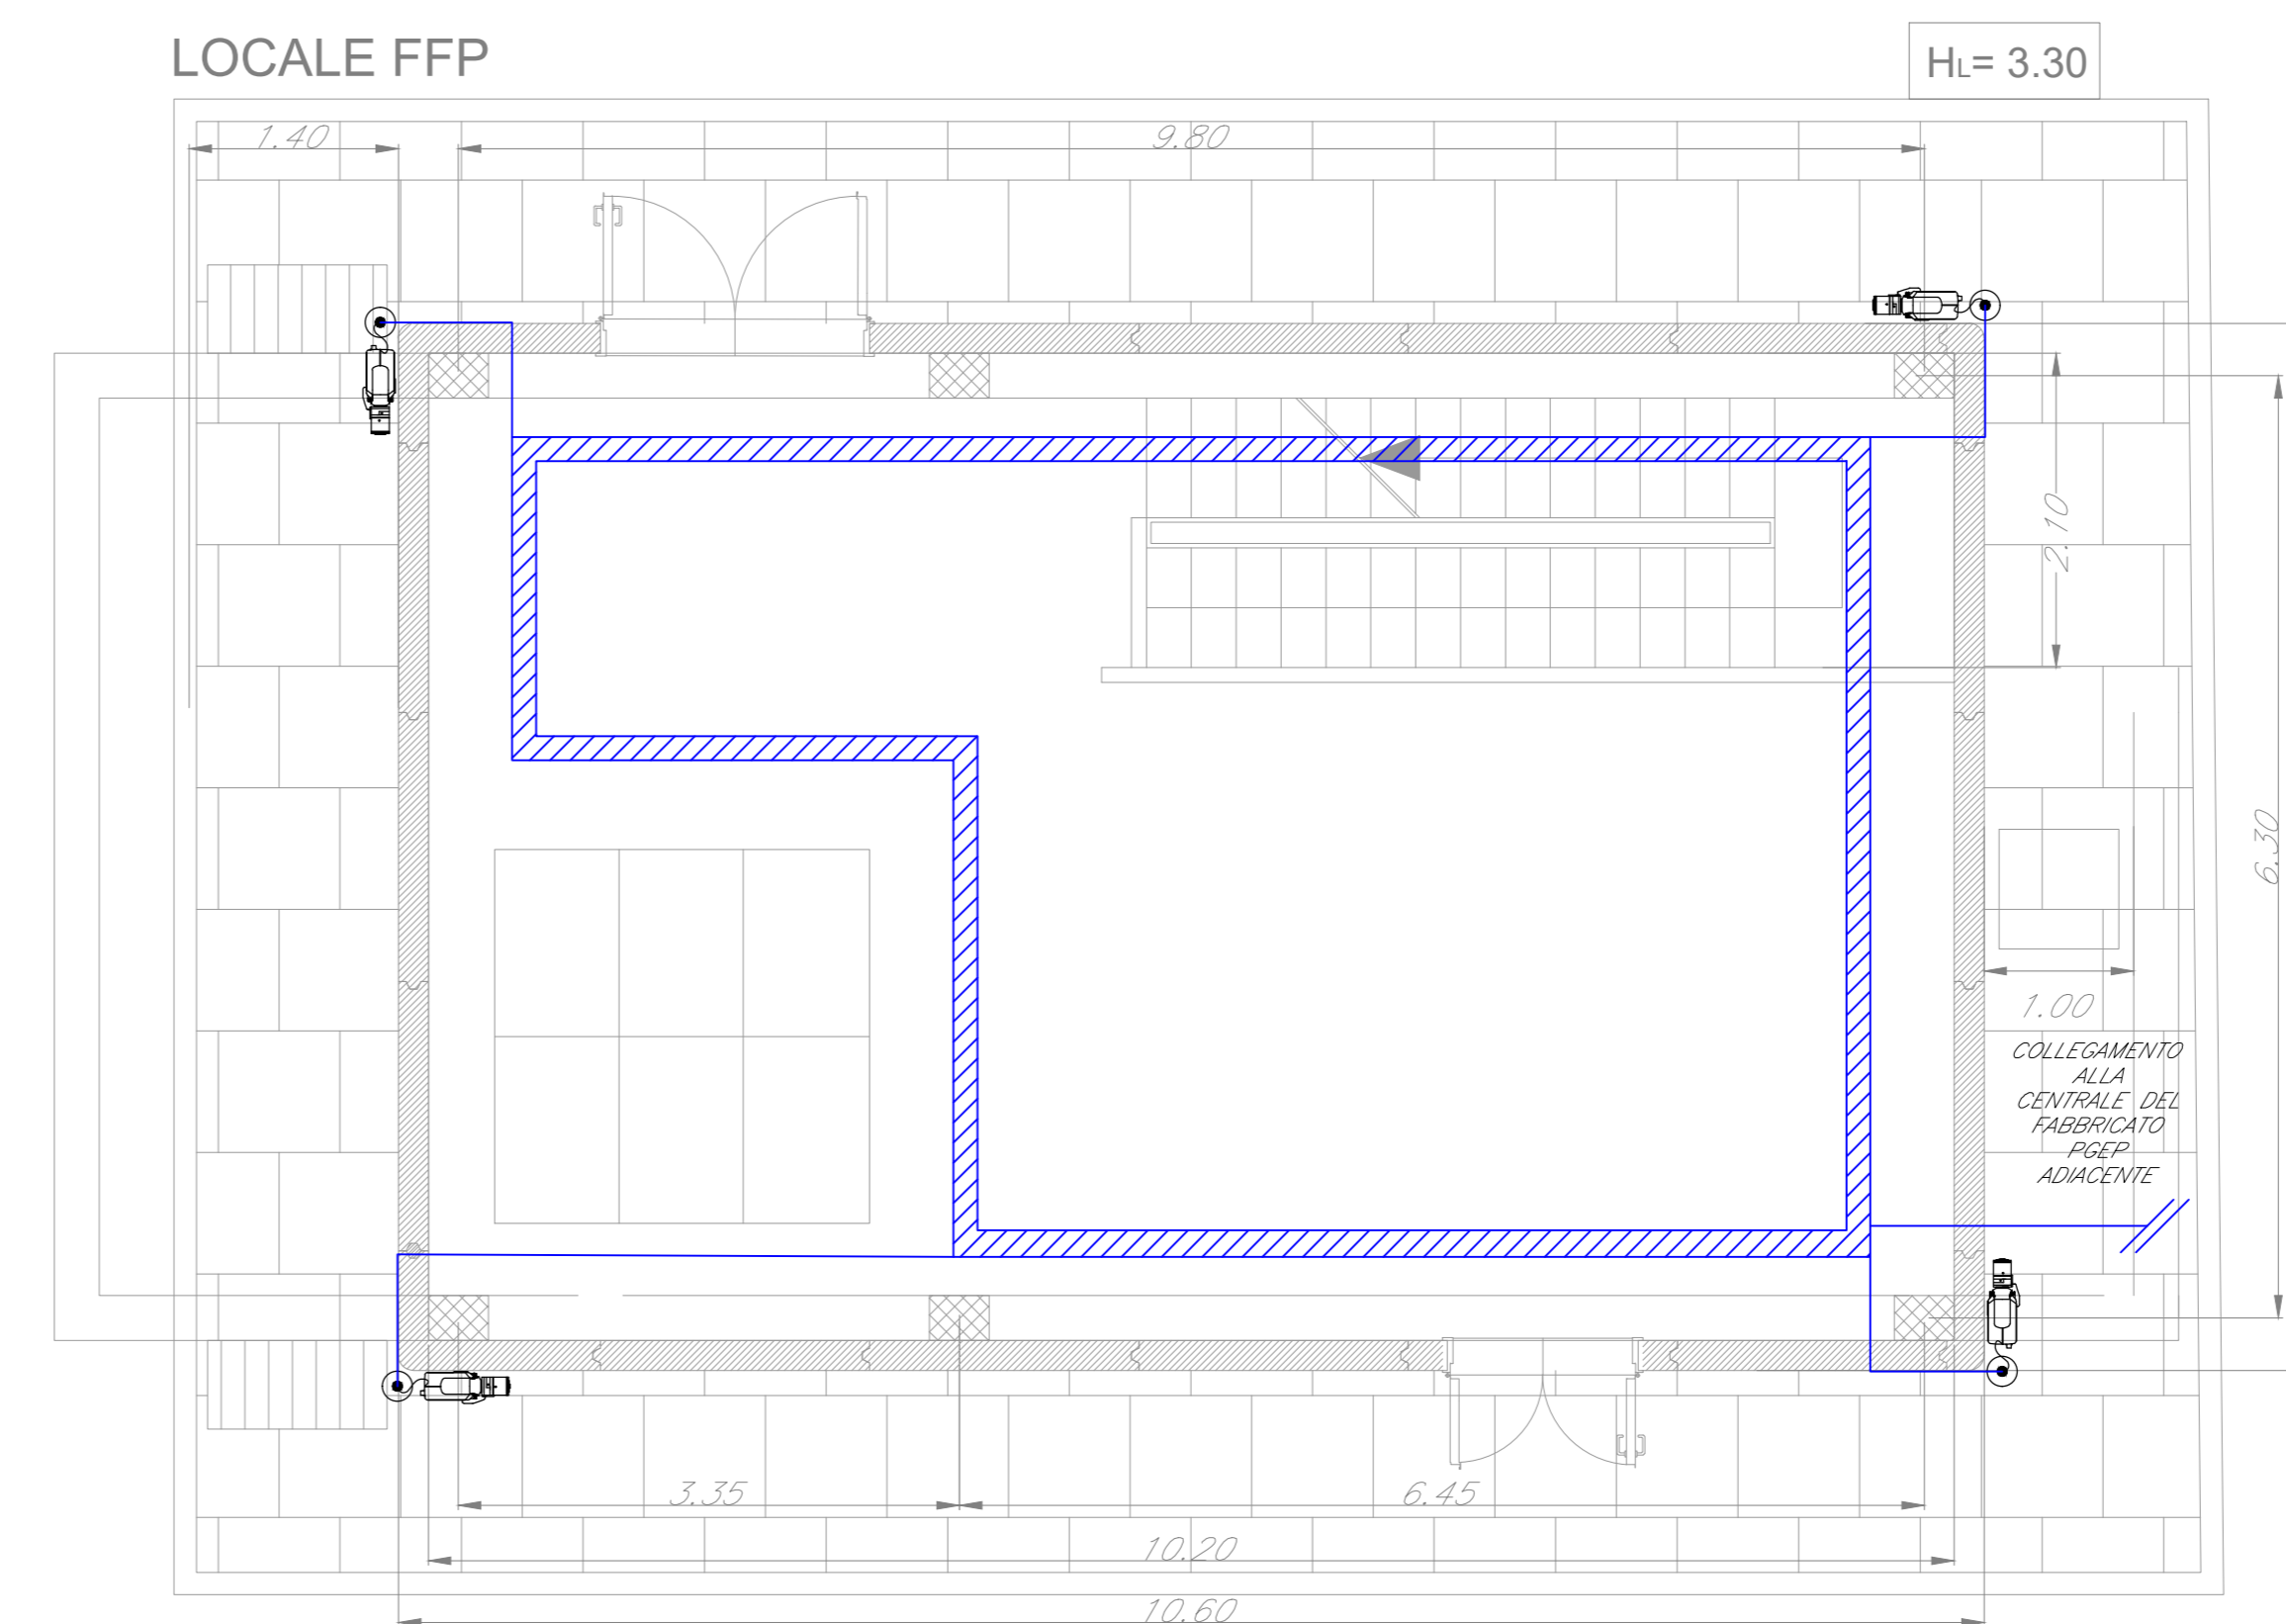 LOCALE FFP
HL= 3.30
1.40
9.80
2.10
6.30
1.00
COLLEGAMENTO
ALLA
CENTRALE DEL
FABBRICATO
PGEP
ADIACENTE
3.35
6.45
10.20
10.60